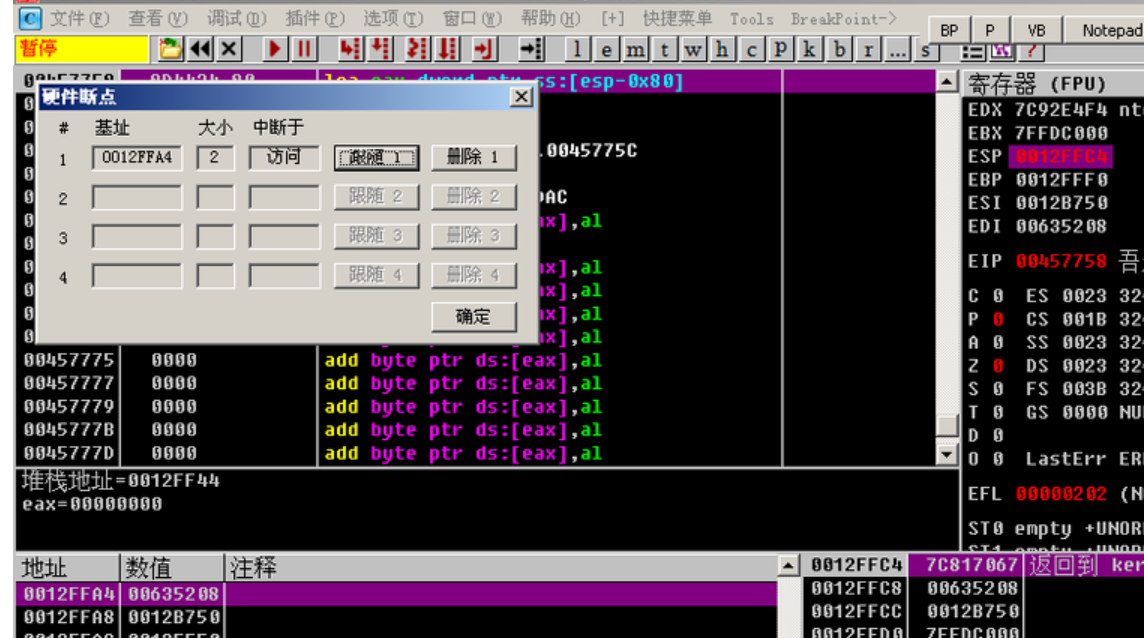 C 文件(F) 查看(V) 调试(D) 插件(P) 选项(T) 窗口(W) 帮助(H) [+] 快捷菜单 Tools BreakPoint->
BP P VB Notepad
暂停 l e m t w h c P k b r ... s ?
lea eax,dword ptr ss:[esp-0x80]
硬件断点
# 基址 大小 中断于
1 0012FFA4 2 访问 跟随 1 删除 1
2 跟随 2 删除 2
3 跟随 3 删除 3
4 跟随 4 删除 4
确定
.0045775C
AC
ax],al
ax],al
ax],al
ax],al
ax],al
00457775 0000 add byte ptr ds:[eax],al
00457777 0000 add byte ptr ds:[eax],al
00457779 0000 add byte ptr ds:[eax],al
0045777B 0000 add byte ptr ds:[eax],al
0045777D 0000 add byte ptr ds:[eax],al
堆栈地址=0012FF44
eax=00000000
寄存器 (FPU)
EDX 7C92E4F4 nt
EBX 7FFDC000
ESP 0012FFC4
EBP 0012FFF0
ESI 0012B750
EDI 00635208
EIP 00457758 吾
C 0 ES 0023 32
P 0 CS 001B 32
A 0 SS 0023 32
Z 0 DS 0023 32
S 0 FS 003B 32
T 0 GS 0000 NU
D 0
O 0 LastErr ER
EFL 00000202 (N
ST0 empty +UNOR
地址 数值 注释
0012FFA4 00635208
0012FFA8 0012B750
0012FFC4 7C817067 返回到 ker
0012FFC8 00635208
0012FFCC 0012B750
0012FFD0 7FFDC000